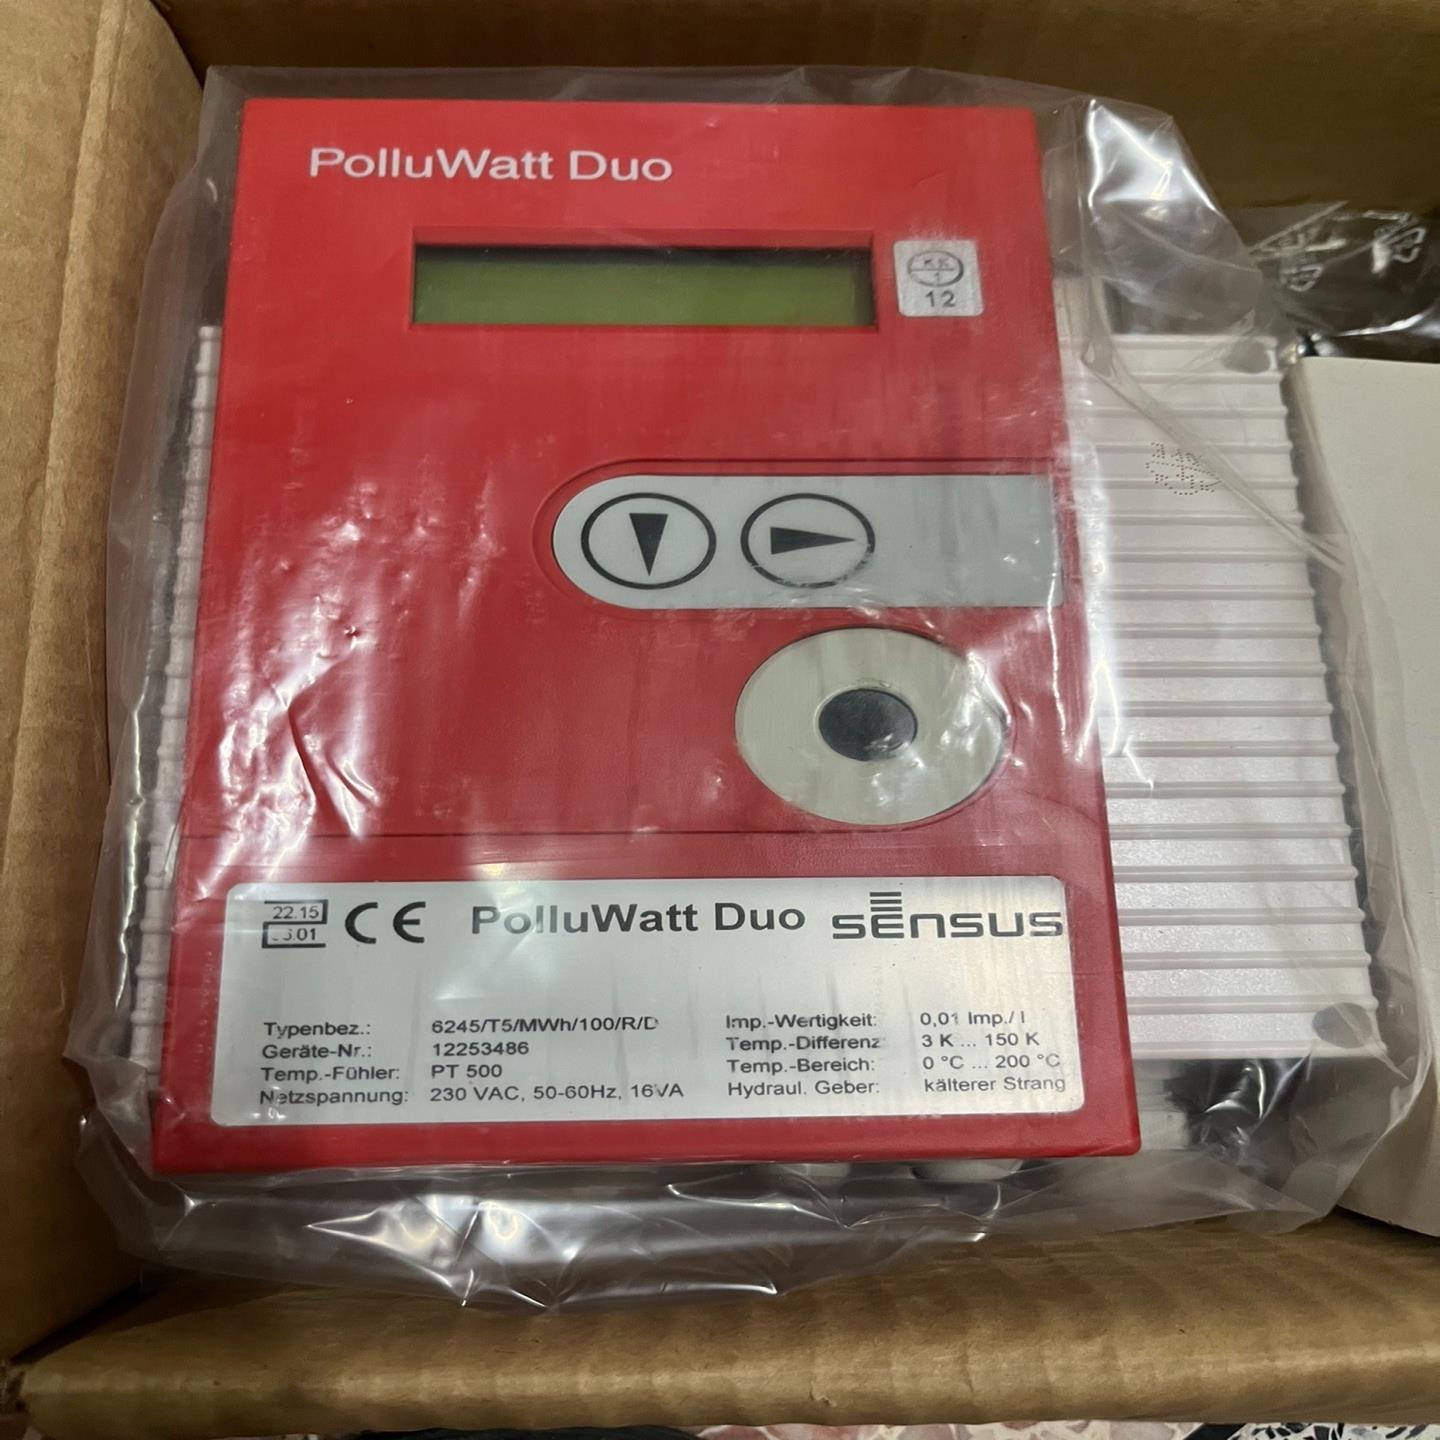 PolluWatt Duo
KK
1
12
22.15
CE PolluWatt Duo sensus
Typenbez.: 6245/T5/MWh/100/R/D Imp.-Wertigkeit: 0,01 Imp./ l
Geräte-Nr.: 12253486 Temp.-Differenz 3 K ... 150 K
Temp.-Fühler: PT 500 Temp.-Bereich: 0 °C ... 200 °C
Netzspannung: 230 VAC, 50-60Hz, 16VA Hydraul. Geber: kälterer Strang